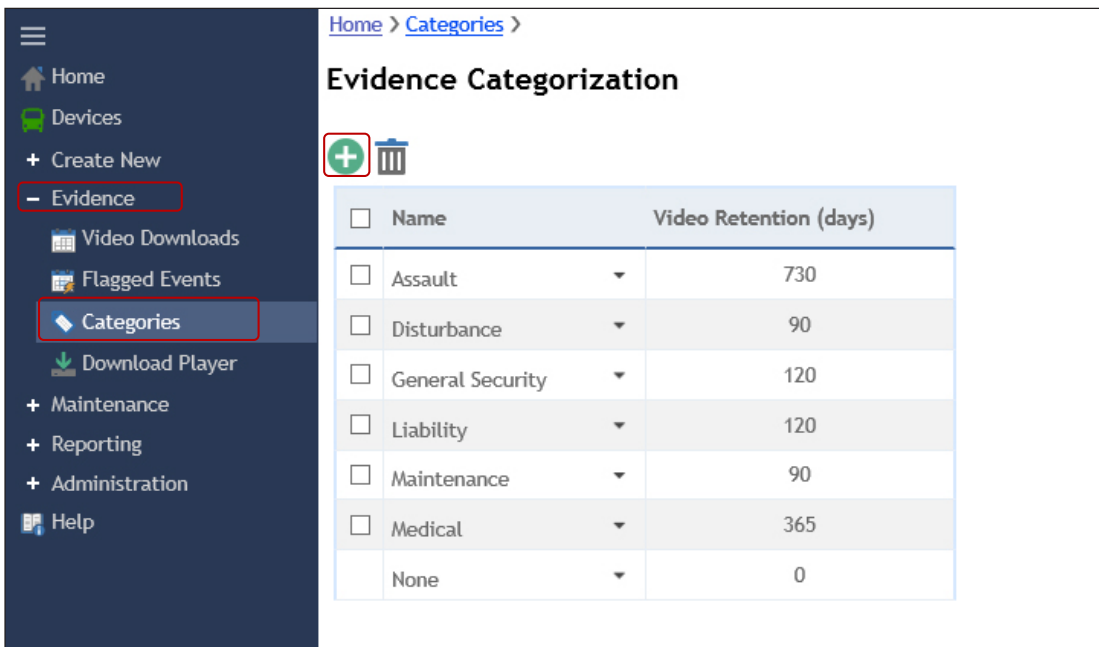 Home > Categories >
Home
Devices
+ Create New
– Evidence
Video Downloads
Flagged Events
Categories
Download Player
+ Maintenance
+ Reporting
+ Administration
Help
Evidence Categorization
Name Video Retention (days)
Assault 730
Disturbance 90
General Security 120
Liability 120
Maintenance 90
Medical 365
None 0